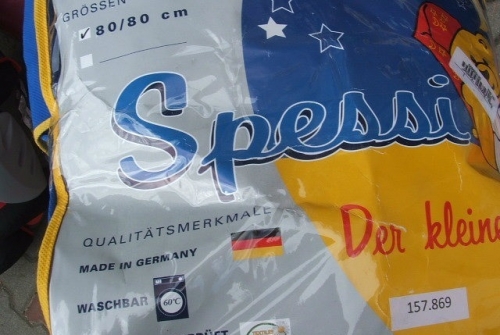 GRÖSSEN
80/80 cm
Spessi
QUALITÄTSMERKMALE
Der kleine
MADE IN GERMANY
WASCHBAR 60°C
157.869